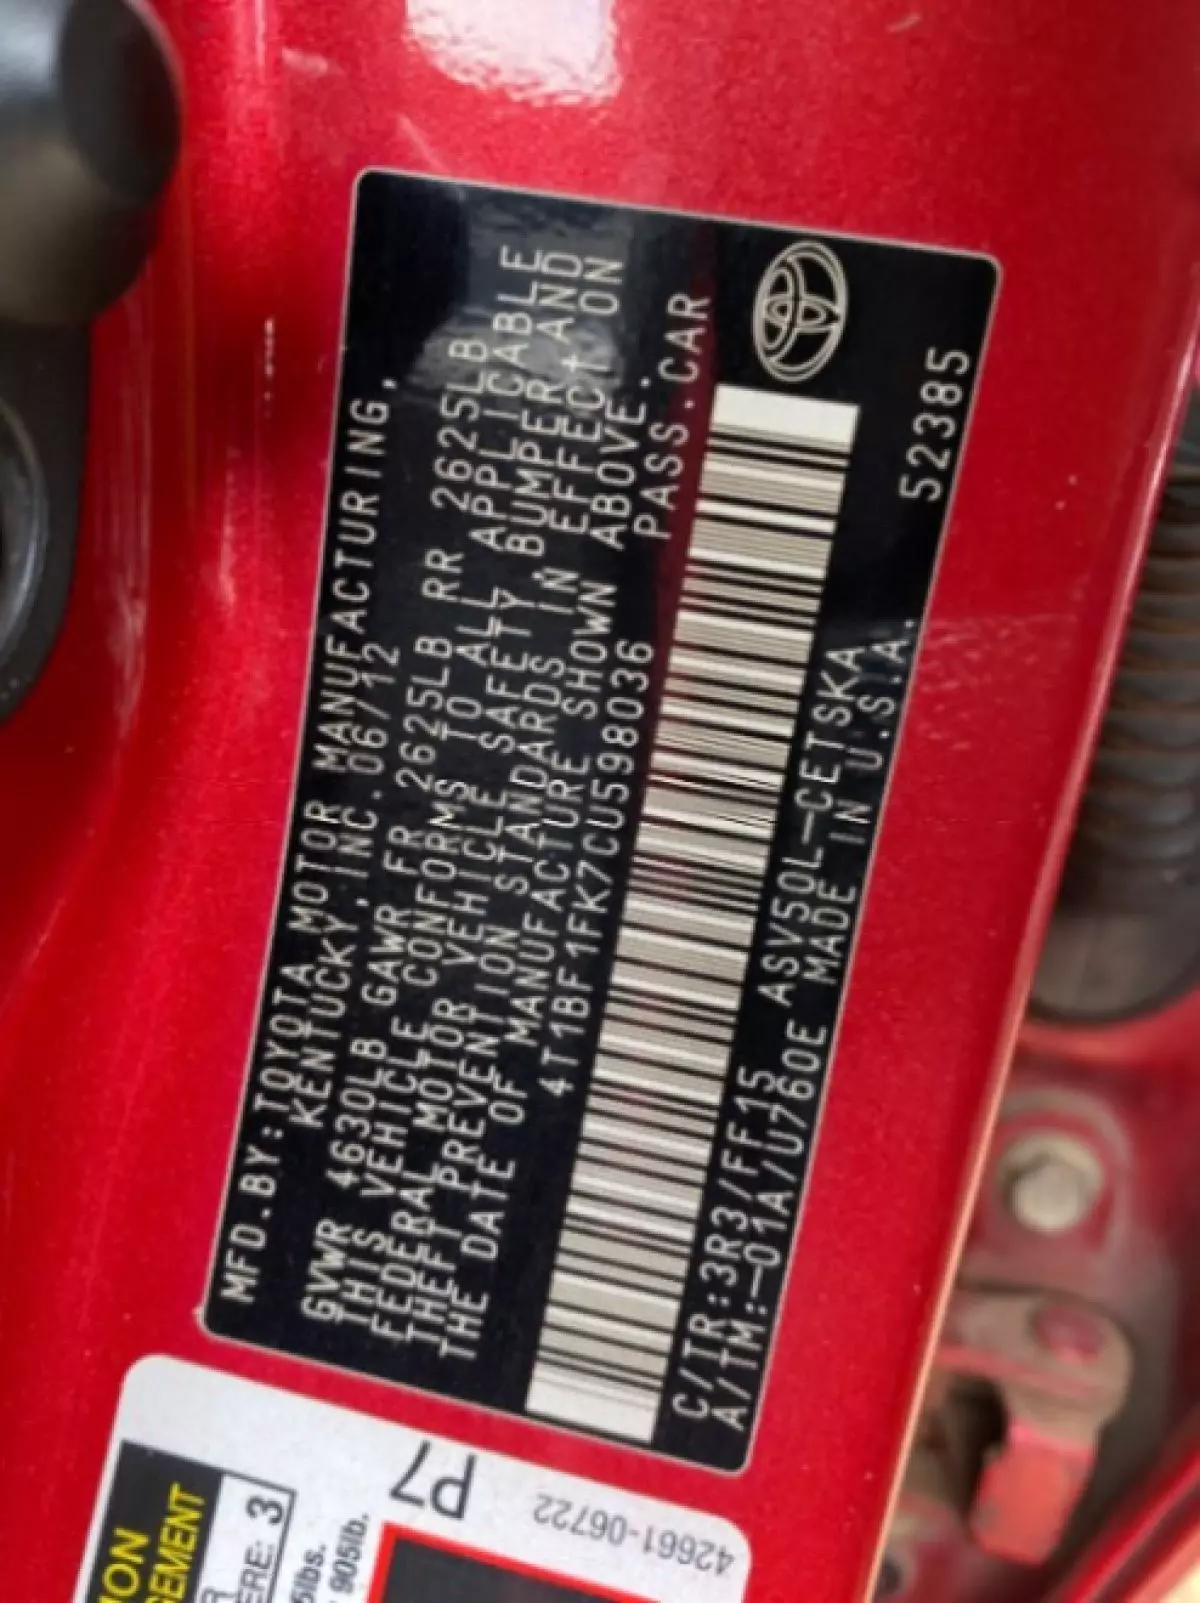 MFD.BY:TOYOTA MOTOR MANUFACTURING,
KENTUCKY,INC.06/12
GVWR 4630LB GAWR FR 2625LB RR 2625LB
THIS VEHICLE CONFORMS TO ALL APPLICABLE
FEDERAL MOTOR VEHICLE SAFETY BUMPER AND
THEFT PREVENTION STANDARDS IN EFFECT ON
THE DATE OF MANUFACTURE SHOWN ABOVE.
4T1BF1FK7CU598036 PASS.CAR
C/TR:3R3/FF15 ASV50L-CETSKA
A/TM:-01A/U760E MADE IN U.S.A. 52385
P7
42661-06722
ERE: 3
905lb.